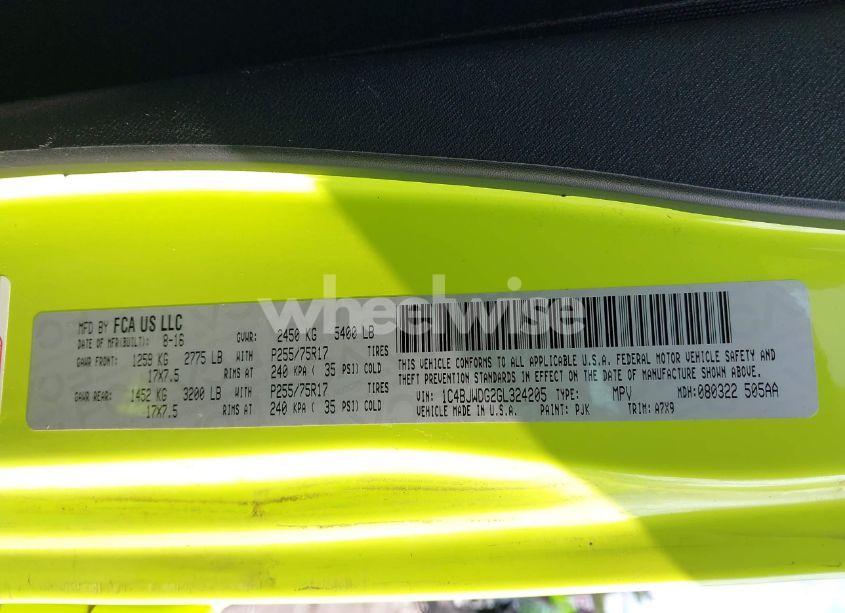 wheelwise
MFD BY FCA US LLC
DATE OF MFR(BUILT): 8-16 GVWR: 2450 KG 5400 LB
GAWR FRONT: 1259 KG 2775 LB WITH P255/75R17 TIRES
17X7.5 RIMS AT 240 KPA ( 35 PSI) COLD
GAWR REAR: 1452 KG 3200 LB WITH P255/75R17 TIRES
17X7.5 RIMS AT 240 KPA ( 35 PSI) COLD
THIS VEHICLE CONFORMS TO ALL APPLICABLE U.S.A. FEDERAL MOTOR VEHICLE SAFETY AND
THEFT PREVENTION STANDARDS IN EFFECT ON THE DATE OF MANUFACTURE SHOWN ABOVE.
VIN: 1C4BJWDG2GL324205 TYPE: MPV MDH:080322 505AA
VEHICLE MADE IN U.S.A. PAINT: PJK TRIM: A7X9